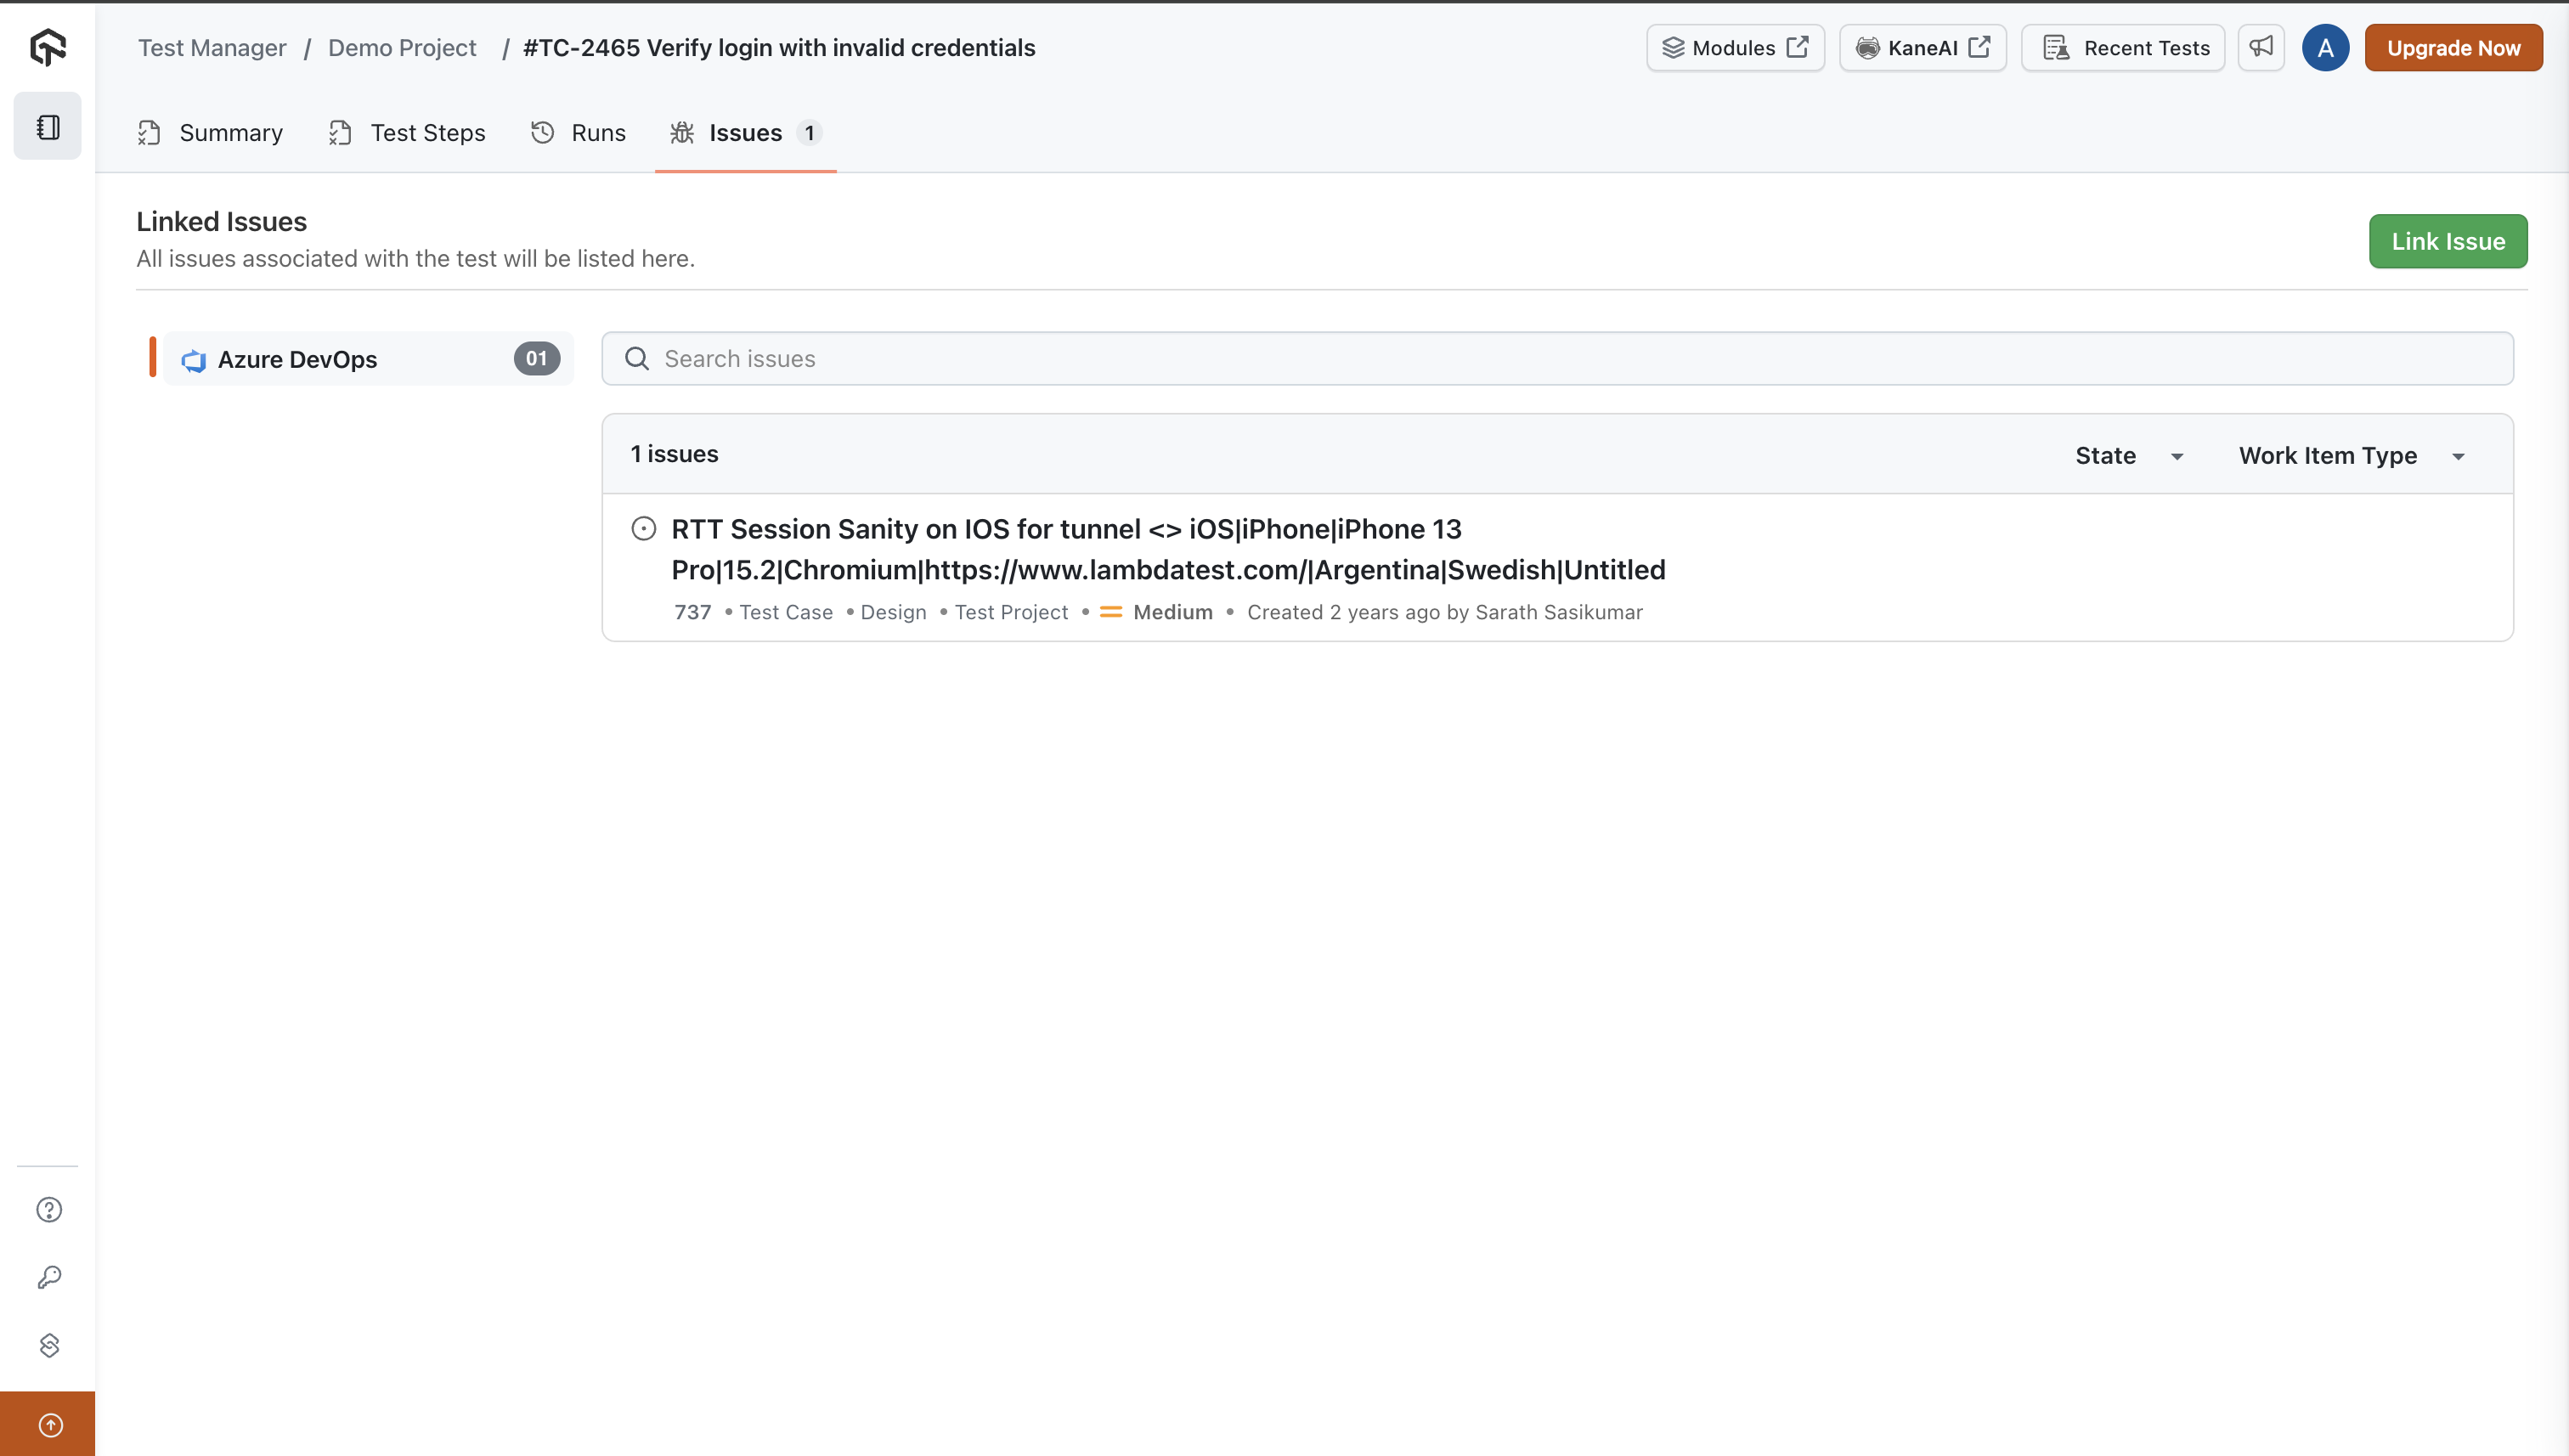 Test Manager / Demo Project / #TC-2465 Verify login with invalid credentials
Modules
KaneAI
Recent Tests
A
Upgrade Now
Summary
Test Steps
Runs
Issues 1
Linked Issues
All issues associated with the test will be listed here.
Link Issue
Azure DevOps 01
Search issues
1 issues
State
Work Item Type
RTT Session Sanity on IOS for tunnel <> iOS|iPhone|iPhone 13
Pro|15.2|Chromium|https://www.lambdatest.com/|Argentina|Swedish|Untitled
737 • Test Case • Design • Test Project • Medium • Created 2 years ago by Sarath Sasikumar